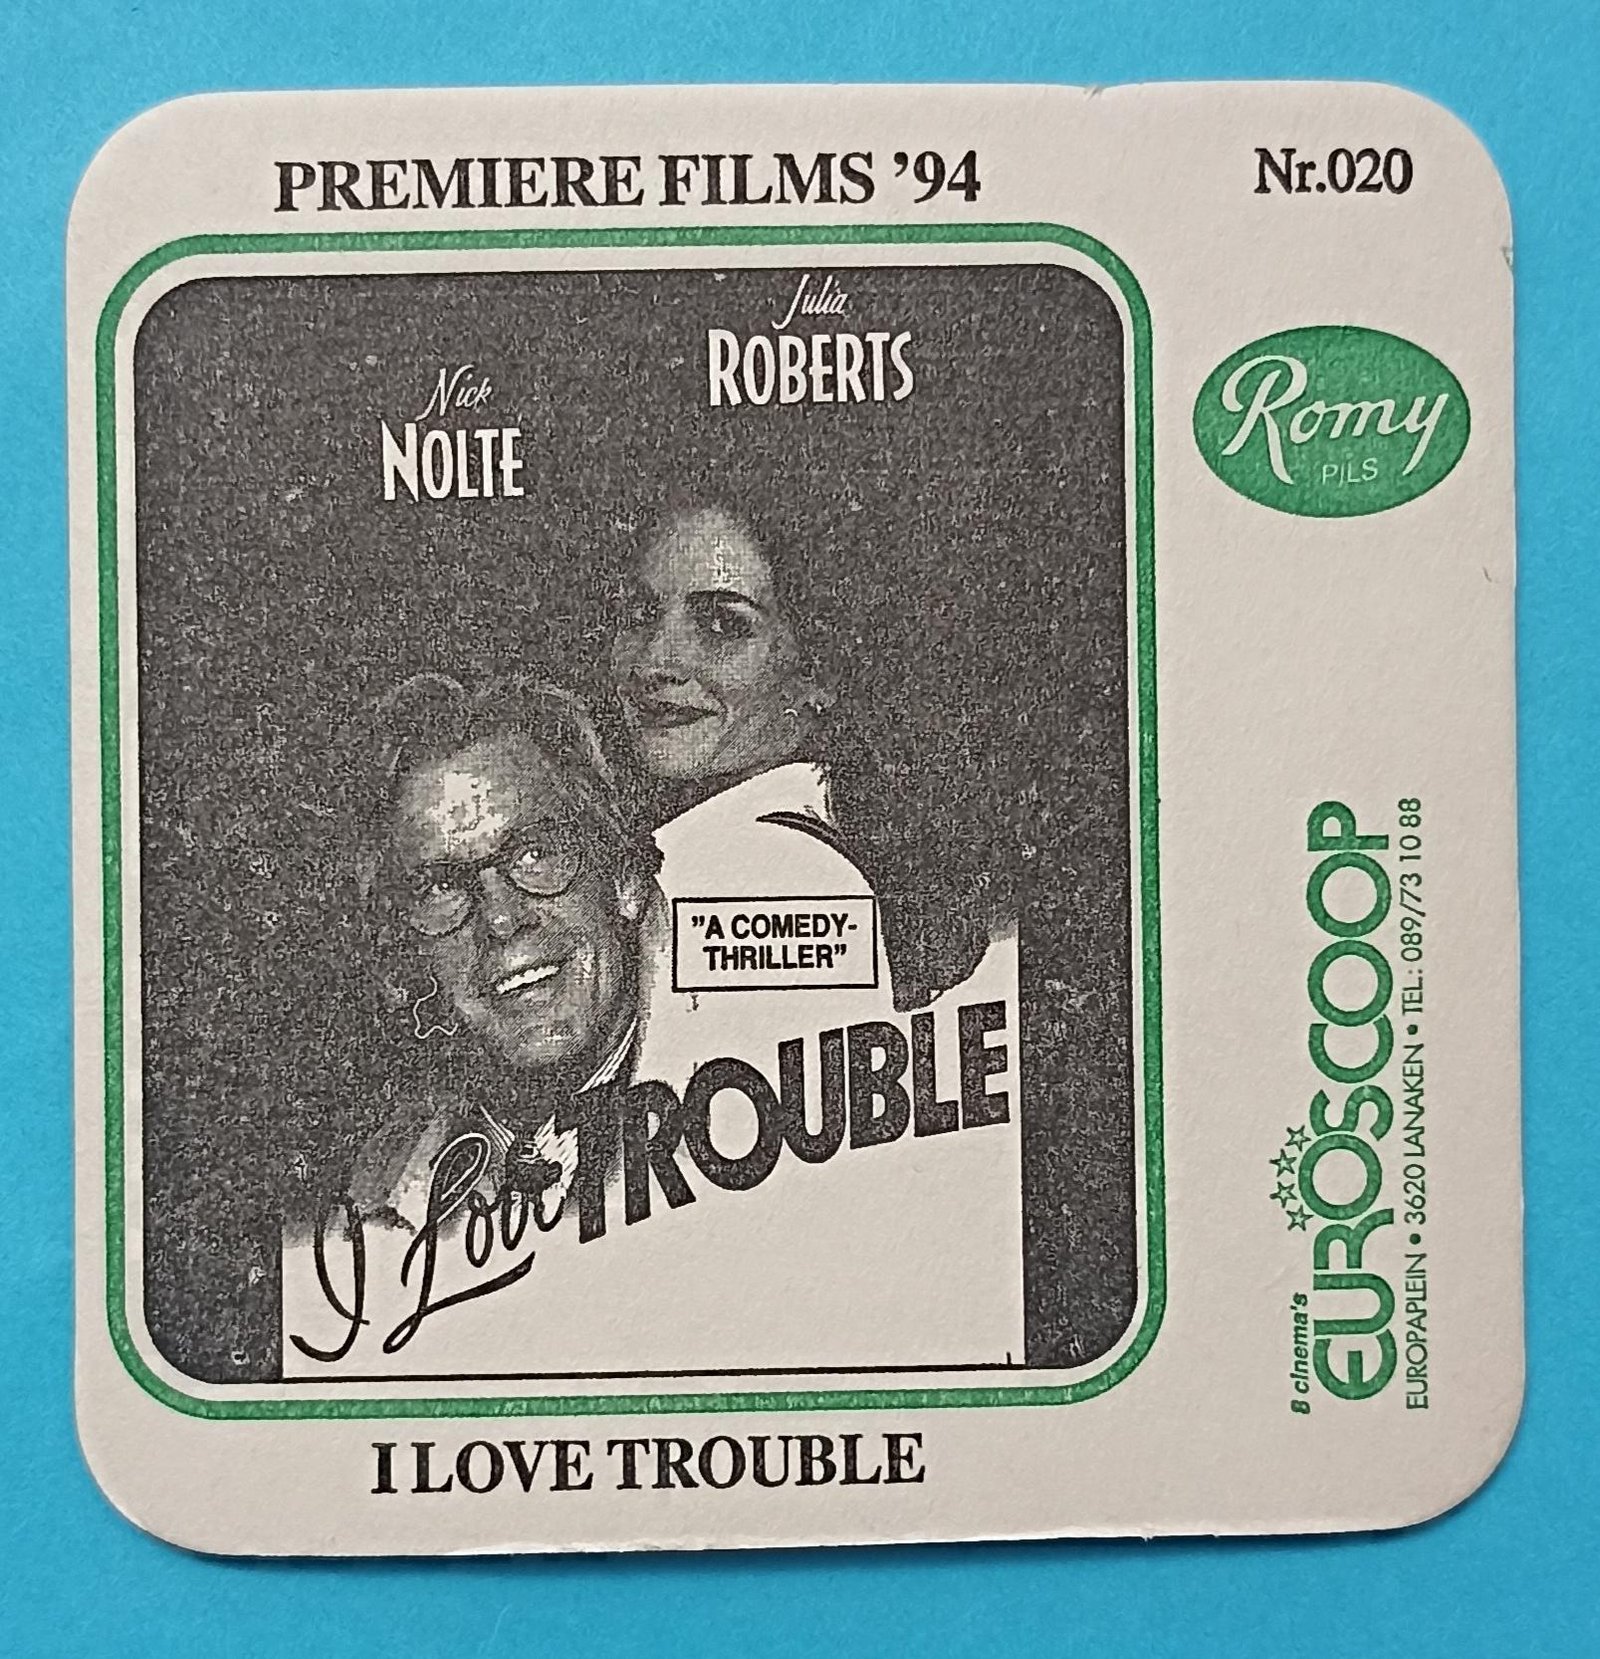 PREMIERE FILMS ’94
Nr.020
Julia
ROBERTS
Nick
NOLTE
Romy
PILS
”A COMEDY-
THRILLER”
I Love TROUBLE
8 cinema's
EUROSCOOP
EUROPAPLEIN • 3620 LANAKEN • TEL.: 089/73 10 88
I LOVE TROUBLE